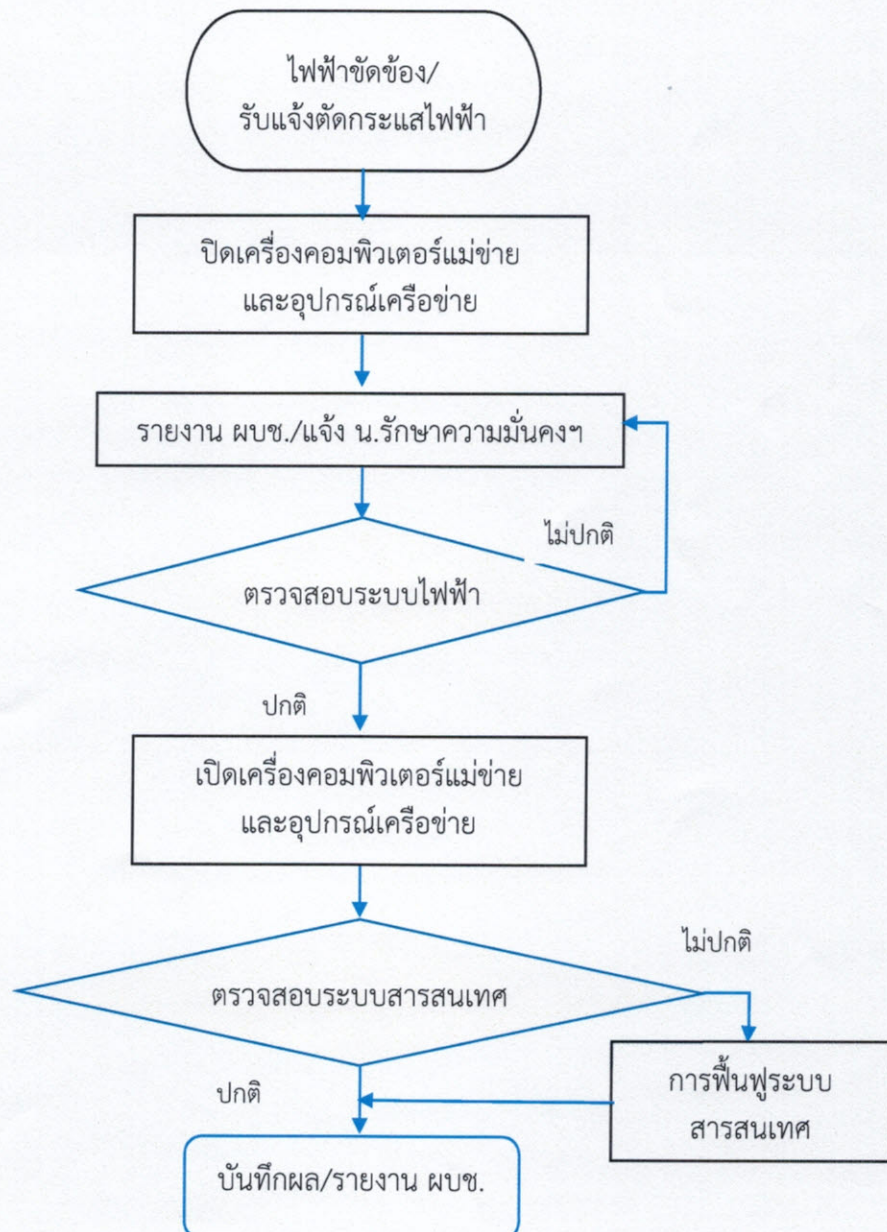 ไฟฟ้าขัดข้อง/
รับแจ้งตัดกระแสไฟฟ้า
ปิดเครื่องคอมพิวเตอร์แม่ข่าย
และอุปกรณ์เครือข่าย
รายงาน ผบช./แจ้ง น.รักษาความมั่นคงฯ
ไม่ปกติ
ตรวจสอบระบบไฟฟ้า
ปกติ
เปิดเครื่องคอมพิวเตอร์แม่ข่าย
และอุปกรณ์เครือข่าย
ไม่ปกติ
ตรวจสอบระบบสารสนเทศ
การฟื้นฟูระบบ
สารสนเทศ
ปกติ
บันทึกผล/รายงาน ผบช.